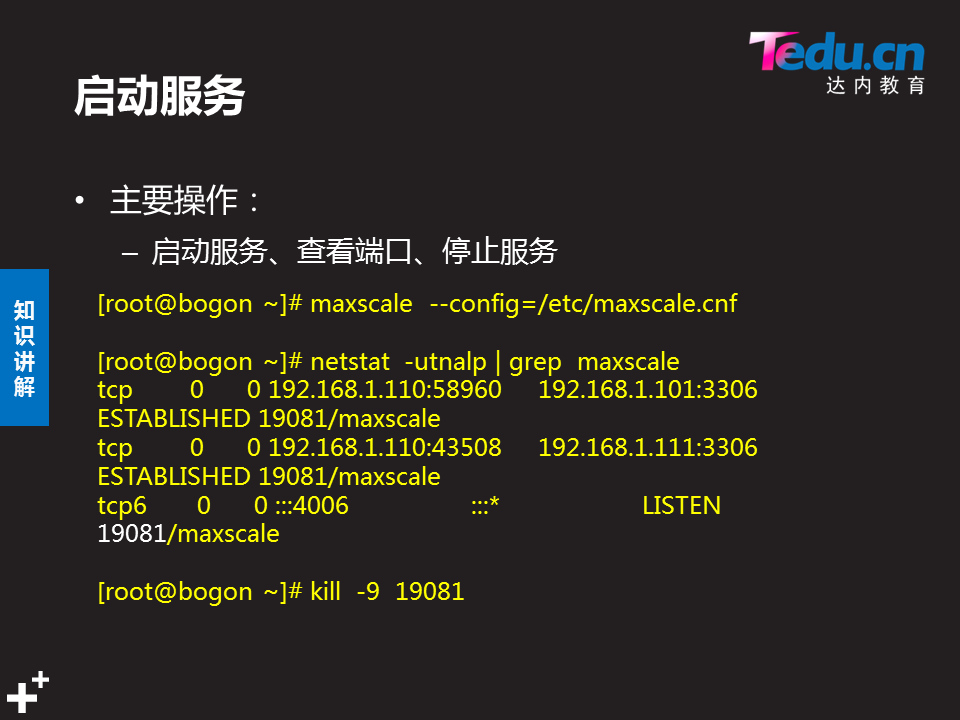 Tedu.cn
达内教育
启动服务
• 主要操作：
– 启动服务、查看端口、停止服务
知识讲解
[root@bogon ~]# maxscale --config=/etc/maxscale.cnf
[root@bogon ~]# netstat -utnalp | grep maxscale
tcp 0 0 192.168.1.110:58960 192.168.1.101:3306
ESTABLISHED 19081/maxscale
tcp 0 0 192.168.1.110:43508 192.168.1.111:3306
ESTABLISHED 19081/maxscale
tcp6 0 0 :::4006 :::* LISTEN
19081/maxscale
[root@bogon ~]# kill -9 19081